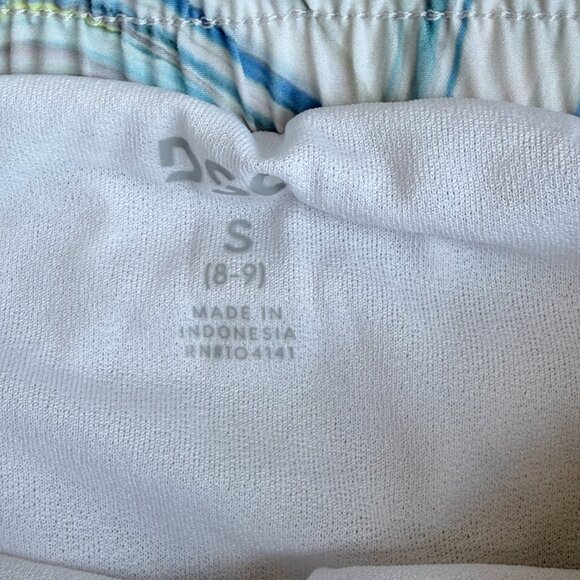 S
(8-9)
MADE IN
INDONESIA
RN#104141